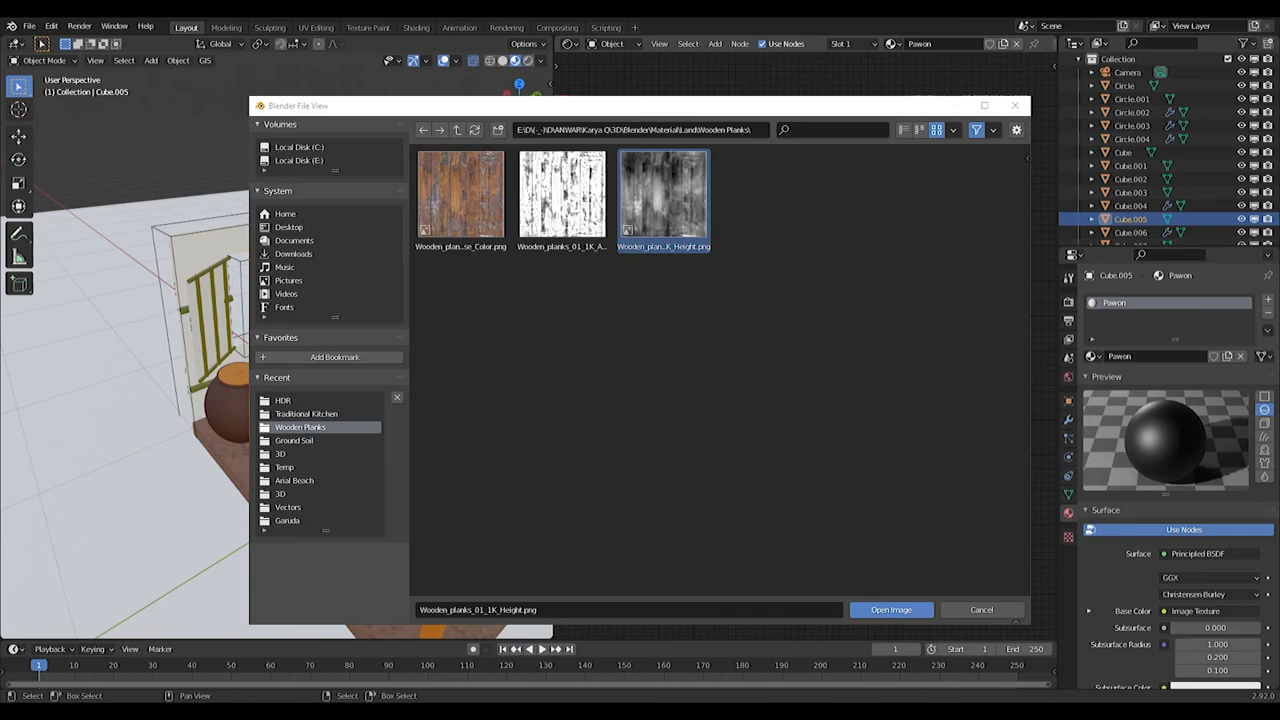 File Edit Render Window Help
Layout Modeling Sculpting UV Editing Texture Paint Shading Animation Rendering Compositing Scripting +
Scene
View Layer
Global
Options
Object
View Select Add Node
Use Nodes
Slot 1
Pawon
Object Mode View Select Add Object GIS
User Perspective
(1) Collection | Cube.005
Z
Collection
Camera
Circle
Circle.001
Circle.002
Circle.003
Circle.004
Cube
Cube.001
Cube.002
Cube.003
Cube.004
Cube.005
Cube.006
Blender File View
Volumes
Local Disk (C:)
Local Disk (E:)
System
Home
Desktop
Documents
Downloads
Music
Pictures
Videos
Fonts
Favorites
Add Bookmark
Recent
HDR
Traditional Kitchen
Wooden Planks
Ground Soil
3D
Temp
Arial Beach
3D
Vectors
Garuda
E:\D\(-_-)\D\ANWAR\Karya Q\3D\Blender\Material\Land\Wooden Planks\
Wooden_plan...se_Color.png
Wooden_planks_01_1K_A...
Wooden_plan...K_Height.png
Wooden_planks_01_1K_Height.png
Open Image
Cancel
Cube.005
Pawon
Pawon
Pawon
Preview
Surface
Use Nodes
Surface Principled BSDF
GGX
Christensen-Burley
Base Color Image Texture
Subsurface 0.000
Subsurface Radius 1.000
0.200
0.100
Subsurface Color
Playback Keying View Marker
1
Start 1
End 250
1 10 20 30 40 50 60 70 80 90 100 110 120 130 140 150 160 170 180 190 200 210 220 230 240 250
Select Box Select Pan View Select Box Select
2.92.0